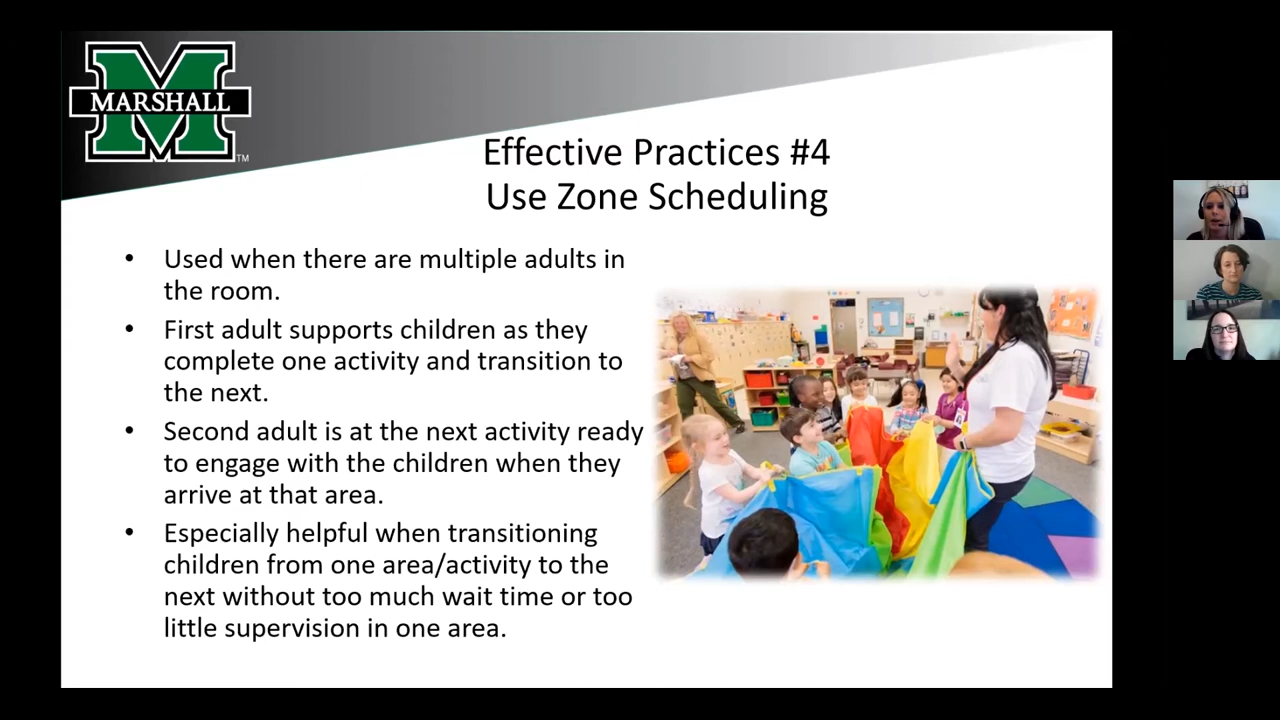 MARSHALL
TM
Effective Practices #4
Use Zone Scheduling
• Used when there are multiple adults in
the room.
• First adult supports children as they
complete one activity and transition to
the next.
• Second adult is at the next activity ready
to engage with the children when they
arrive at that area.
• Especially helpful when transitioning
children from one area/activity to the
next without too much wait time or too
little supervision in one area.